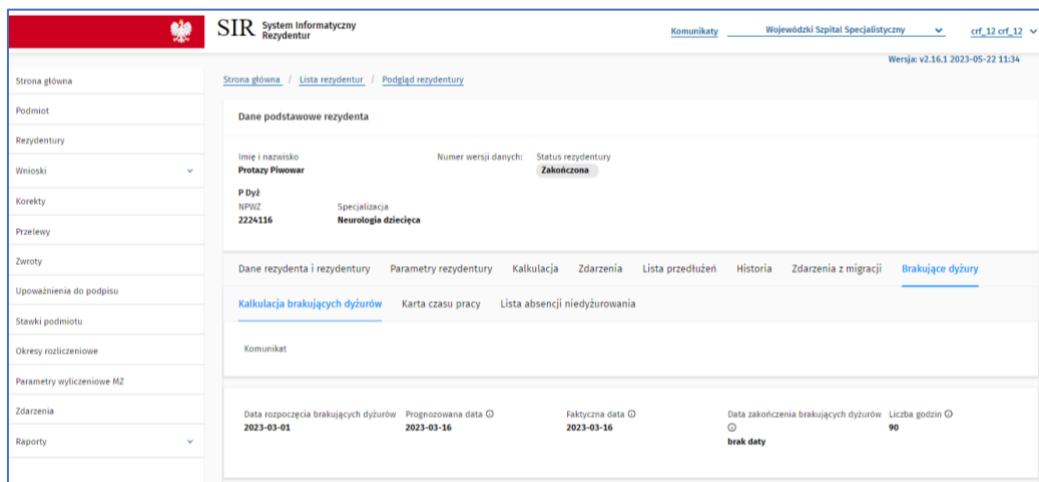 SIR System Informatyczny Rezydentur
Komunikaty
Wojewódzki Szpital Specjalistyczny
crf_12 crf_12
Wersja: v2.16.1 2023-05-22 11:34
Strona główna
Podmiot
Rezydentury
Wnioski
Korekty
Przelewy
Zwroty
Upoważnienia do podpisu
Stawki podmiotu
Okresy rozliczeniowe
Parametry wyliczeniowe MZ
Zdarzenia
Raporty
Strona główna / Lista rezydentur / Podgląd rezydentury
Dane podstawowe rezydenta
Imię i nazwisko
Protazy Piwowar
Numer wersji danych:
Status rezydentury
Zakończona
P Dyż
NPWZ
2224116
Specjalizacja
Neurologia dziecięca
Dane rezydenta i rezydentury Parametry rezydentury Kalkulacja Zdarzenia Lista przedłużeń Historia Zdarzenia z migracji Brakujące dyżury
Kalkulacja brakujących dyżurów Karta czasu pracy Lista absencji niedyżurowania
Komunikat
Data rozpoczęcia brakujących dyżurów
2023-03-01
Prognozowana data
2023-03-16
Faktyczna data
2023-03-16
Data zakończenia brakujących dyżurów
brak daty
Liczba godzin
90